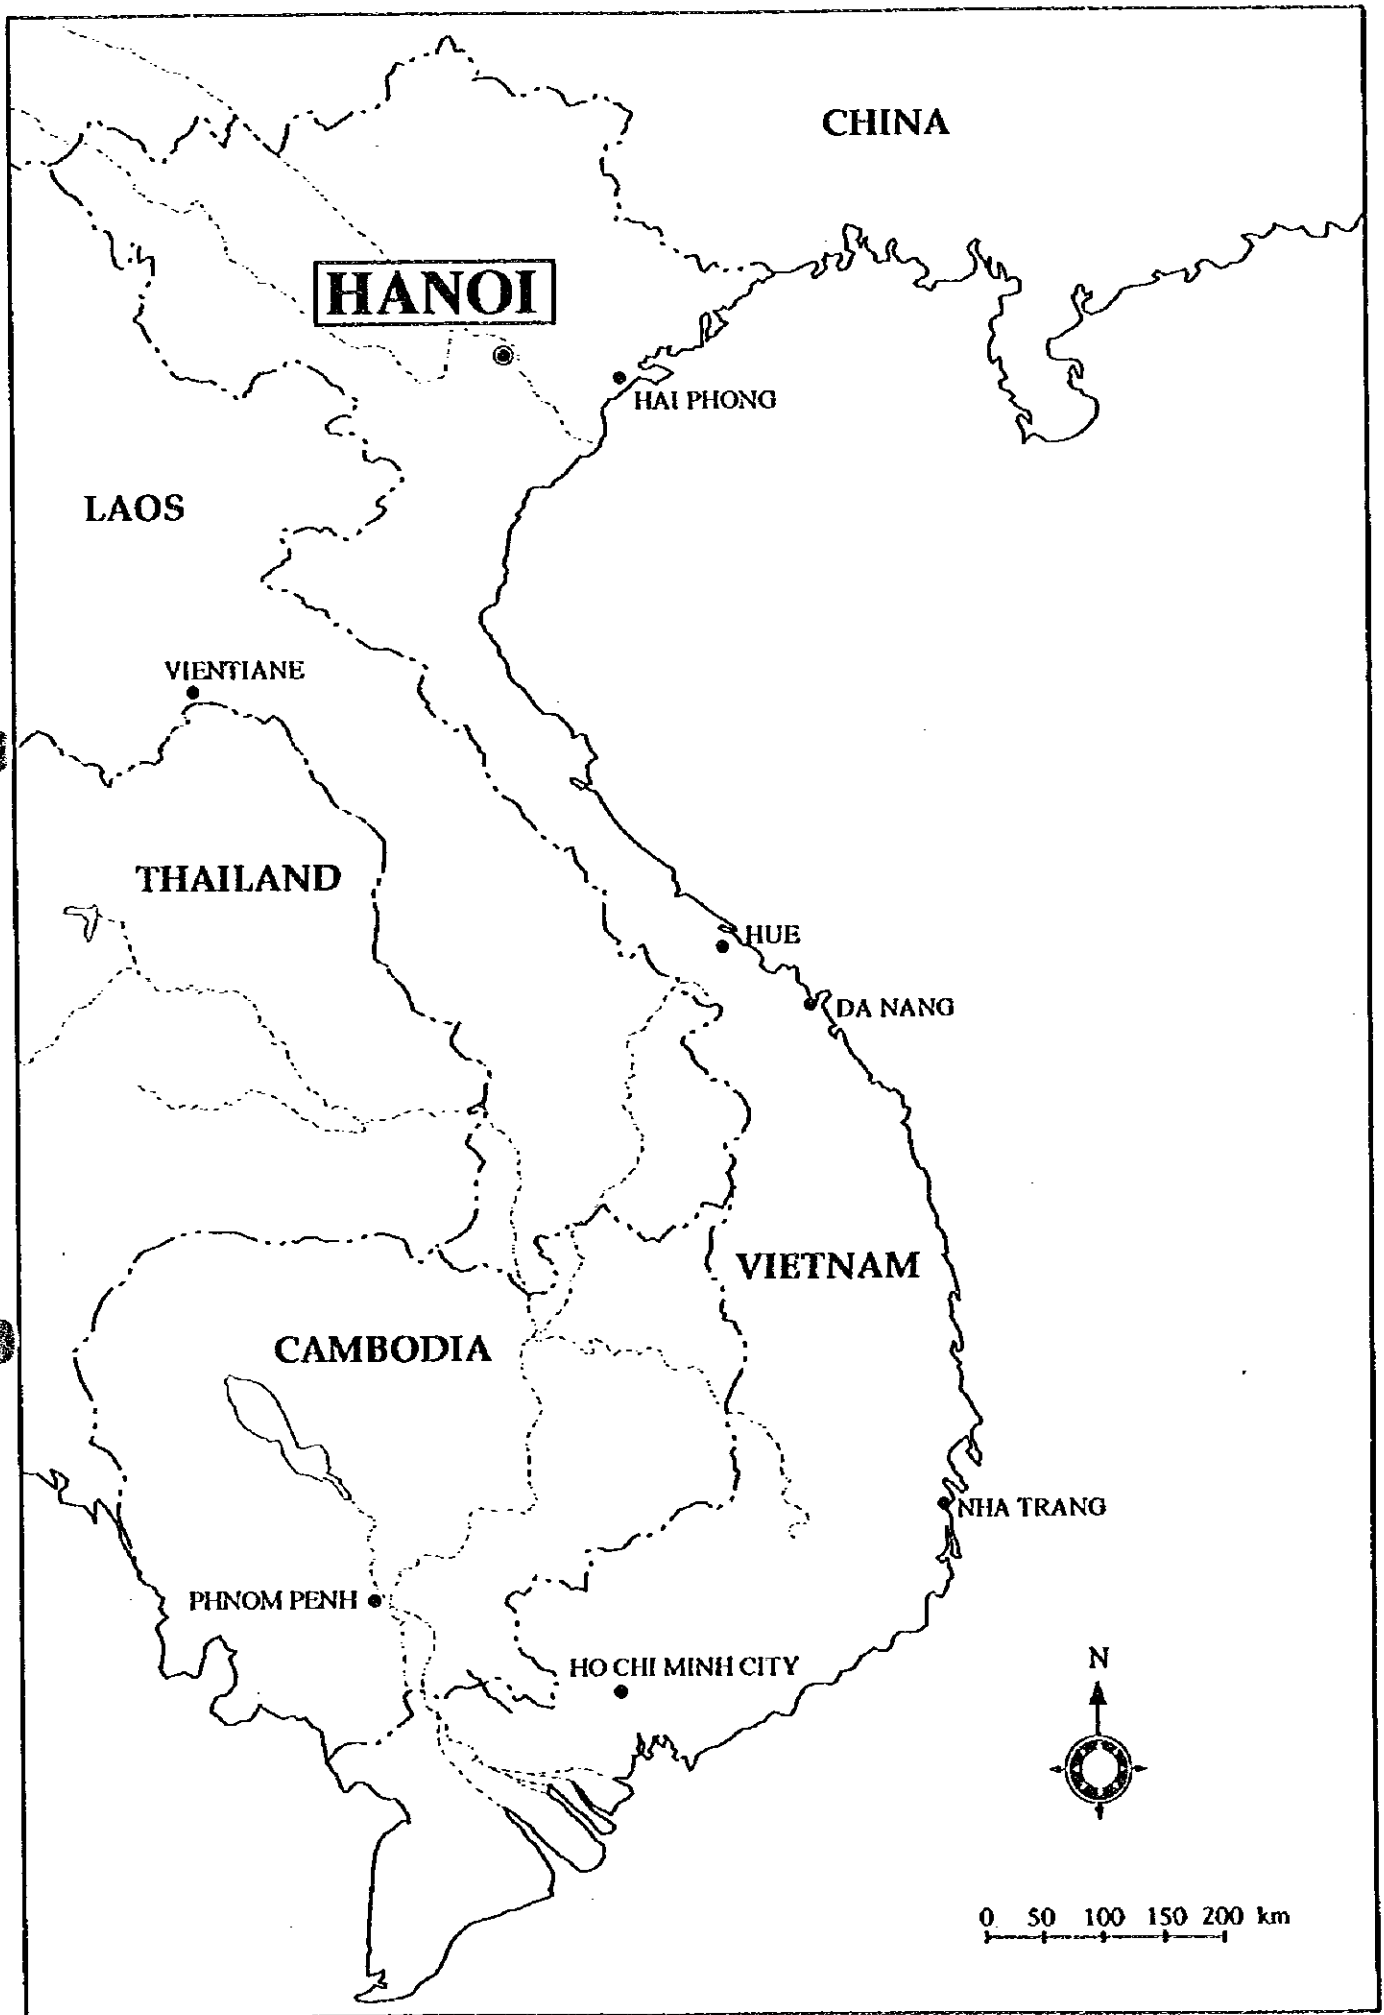 CHINA
HANOI
HAI PHONG
LAOS
VIENTIANE
THAILAND
HUE
DA NANG
VIETNAM
CAMBODIA
NHA TRANG
PHNOM PENH
HO CHI MINH CITY
N
0 50 100 150 200 km